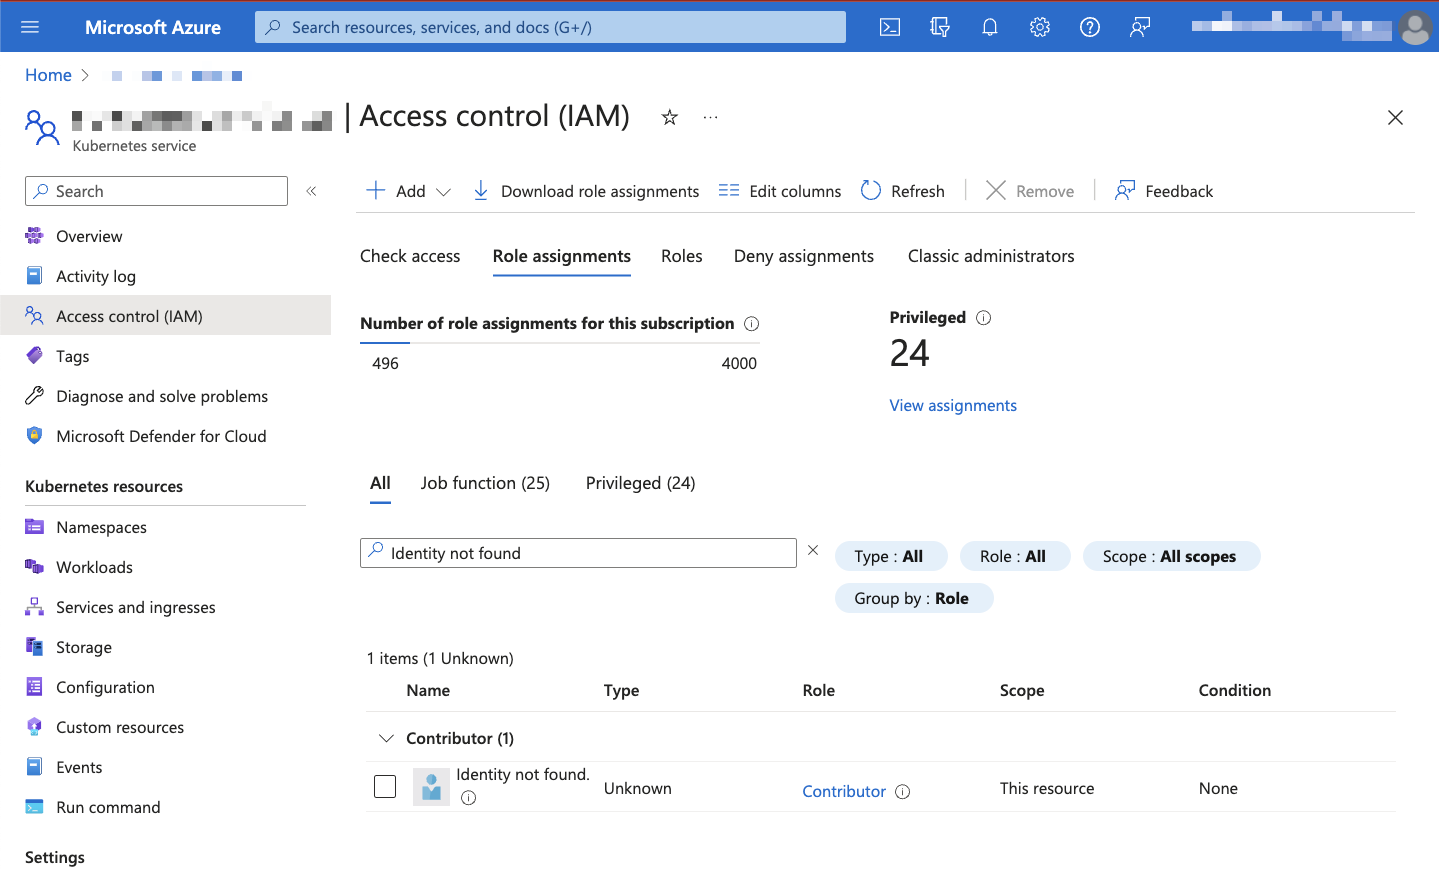 Microsoft Azure
Search resources, services, and docs (G+/)
Home
| Access control (IAM)
Kubernetes service
Search
Add
Download role assignments
Edit columns
Refresh
Remove
Feedback
Overview
Activity log
Access control (IAM)
Tags
Diagnose and solve problems
Microsoft Defender for Cloud
Kubernetes resources
Namespaces
Workloads
Services and ingresses
Storage
Configuration
Custom resources
Events
Run command
Settings
Check access
Role assignments
Roles
Deny assignments
Classic administrators
Number of role assignments for this subscription
496
4000
Privileged
24
View assignments
All
Job function (25)
Privileged (24)
Identity not found
Type : All
Role : All
Scope : All scopes
Group by : Role
1 items (1 Unknown)
Name
Type
Role
Scope
Condition
Contributor (1)
Identity not found.
Unknown
Contributor
This resource
None